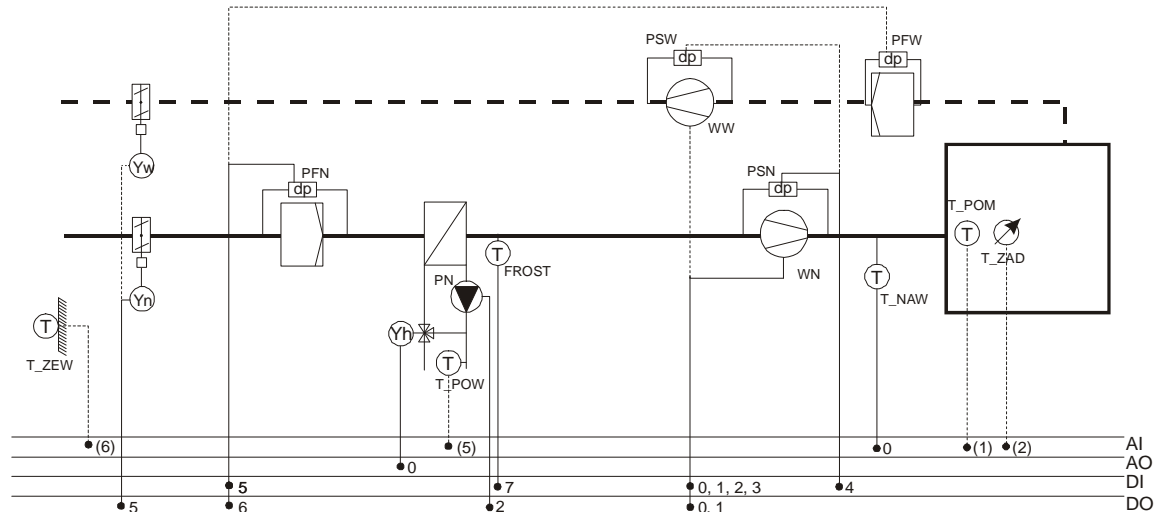 PSW
PFW
dp
dp
WW
Yw
PFN
dp
PSN
dp
T_POM
T
T
T_ZAD
FROST
WN
PN
T
T_NAW
Yn
T
T_ZEW
Yh
T
T_POW
(6)
(5)
0
(1)
(2)
AI
0
AO
5
7
0, 1, 2, 3
4
DI
5
6
2
0, 1
DO